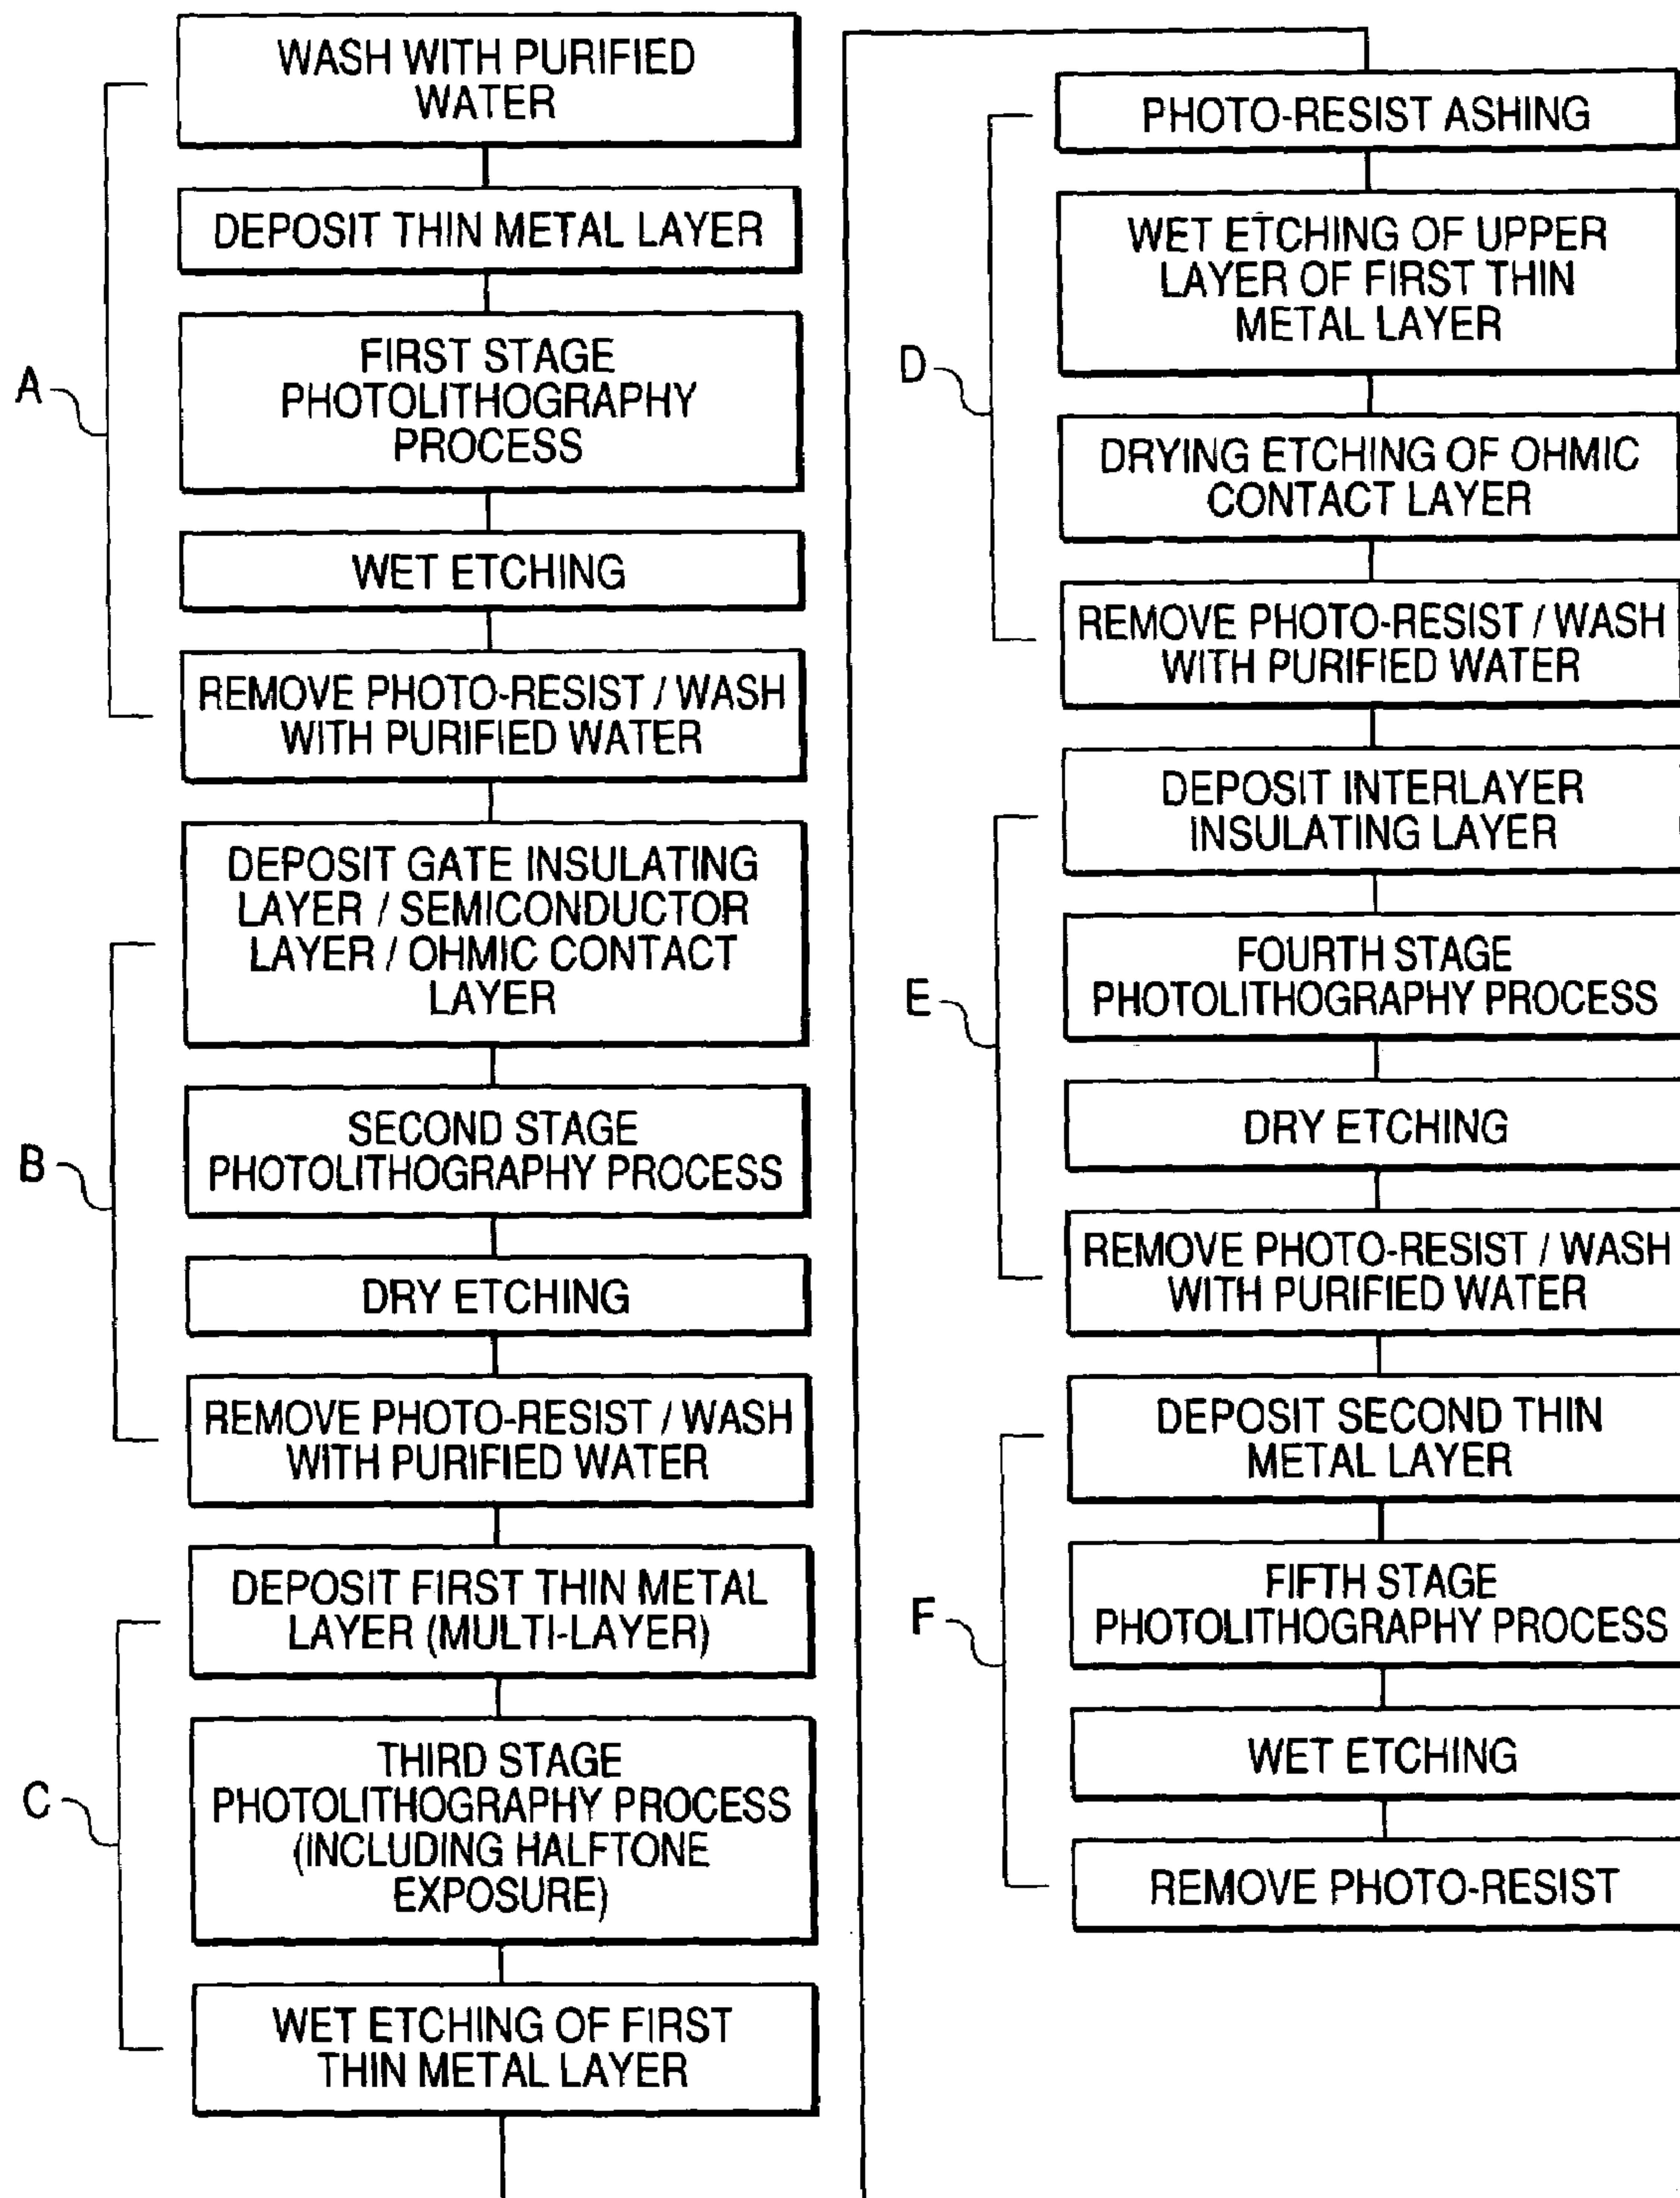 WASH WITH PURIFIED
WATER
DEPOSIT THIN METAL LAYER
FIRST STAGE
PHOTOLITHOGRAPHY
PROCESS
A
WET ETCHING
REMOVE PHOTO-RESIST / WASH
WITH PURIFIED WATER
DEPOSIT GATE INSULATING
LAYER / SEMICONDUCTOR
LAYER / OHMIC CONTACT
LAYER
B
SECOND STAGE
PHOTOLITHOGRAPHY PROCESS
DRY ETCHING
REMOVE PHOTO-RESIST / WASH
WITH PURIFIED WATER
DEPOSIT FIRST THIN METAL
LAYER (MULTI-LAYER)
C
THIRD STAGE
PHOTOLITHOGRAPHY PROCESS
(INCLUDING HALFTONE
EXPOSURE)
WET ETCHING OF FIRST
THIN METAL LAYER
PHOTO-RESIST ASHING
WET ETCHING OF UPPER
LAYER OF FIRST THIN
METAL LAYER
D
DRYING ETCHING OF OHMIC
CONTACT LAYER
REMOVE PHOTO-RESIST / WASH
WITH PURIFIED WATER
DEPOSIT INTERLAYER
INSULATING LAYER
E
FOURTH STAGE
PHOTOLITHOGRAPHY PROCESS
DRY ETCHING
REMOVE PHOTO-RESIST / WASH
WITH PURIFIED WATER
DEPOSIT SECOND THIN
METAL LAYER
F
FIFTH STAGE
PHOTOLITHOGRAPHY PROCESS
WET ETCHING
REMOVE PHOTO-RESIST